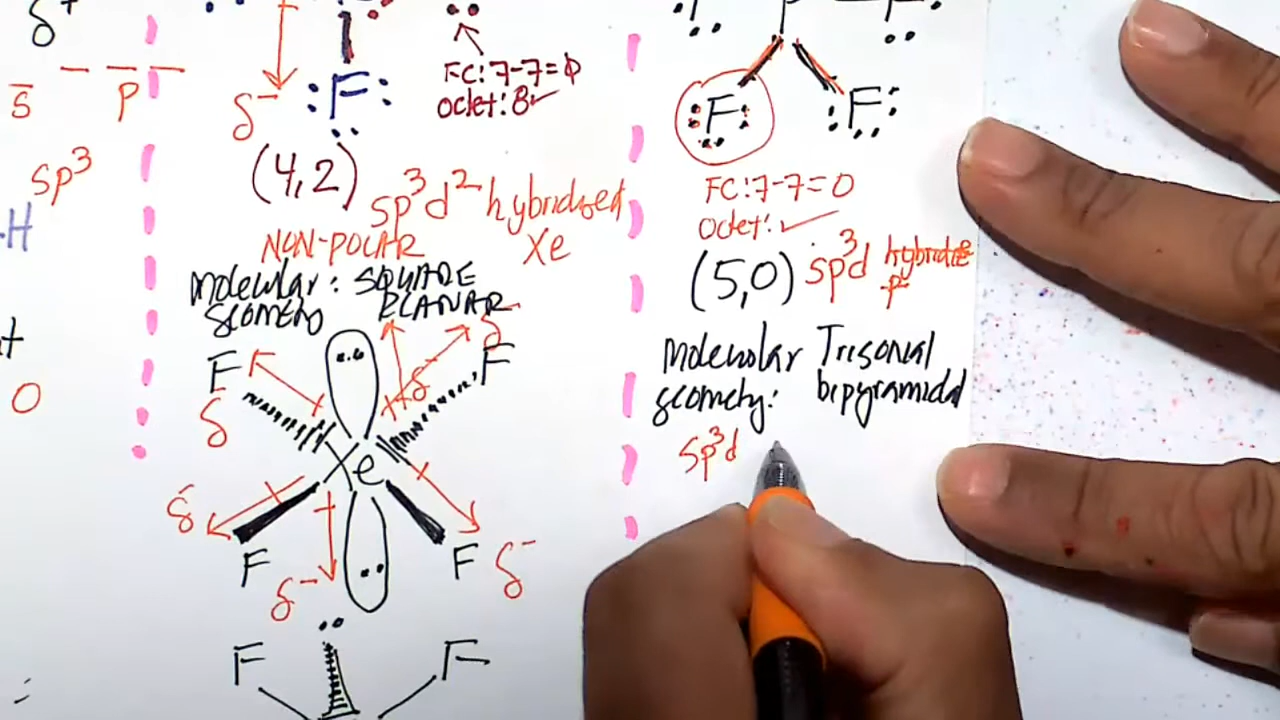 δ+
s̄ p
sp³
-H
O
F
δ-
FC: 7-7=0
Octet: 8✓
(4,2)
sp³d² hybridized
Xe
NON-POLAR
molecular: SQUARE
geometry PLANAR
F F
δ δ- δ
Xe
δ- F F δ-
δ-
F F
F F
FC: 7-7=0
Octet: ✓
(5,0) sp³d hybridize
P
Molecular Trigonal
geometry: bipyramidal
sp³d